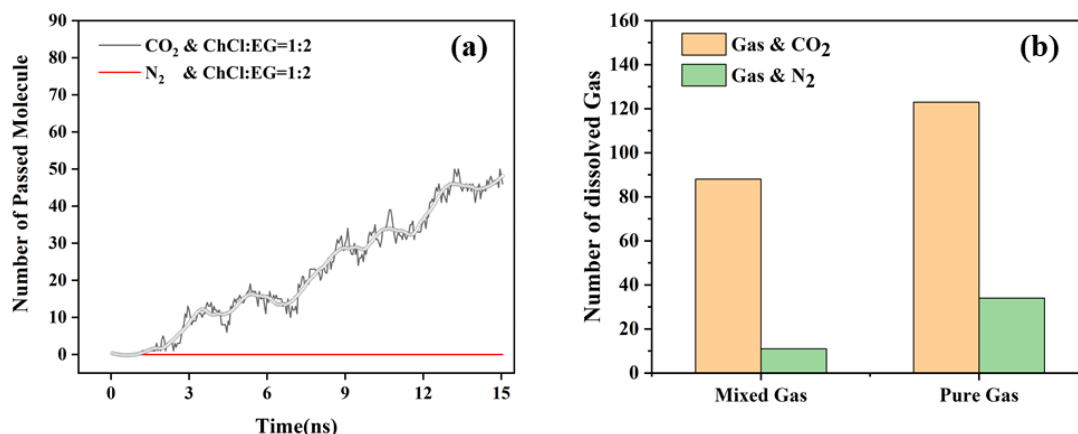 (a)
CO₂ & ChCl:EG=1:2
N₂ & ChCl:EG=1:2
90
80
70
60
50
40
30
20
10
0
Number of Passed Molecule
0 3 6 9 12 15
Time(ns)
(b)
Gas & CO₂
Gas & N₂
160
140
120
100
80
60
40
20
0
Number of dissolved Gas
Mixed Gas Pure Gas